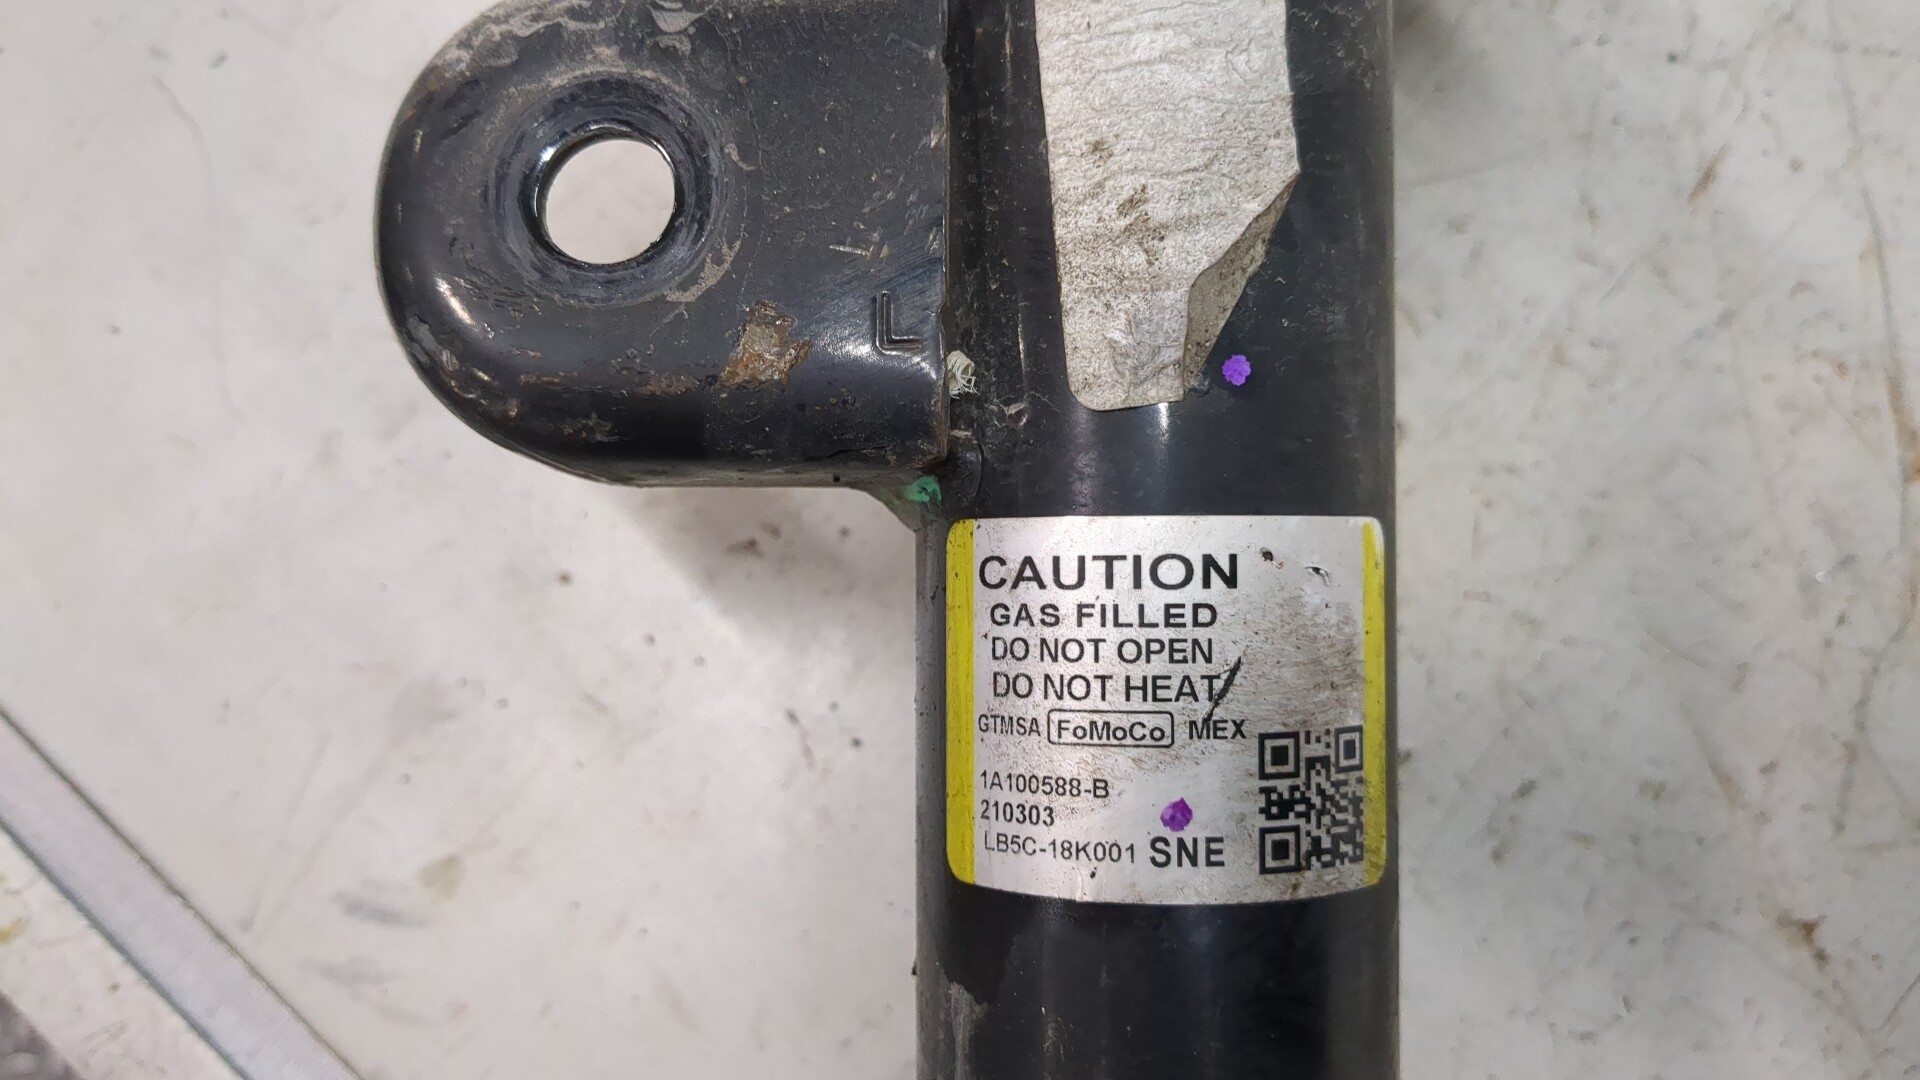 L
CAUTION
GAS FILLED
DO NOT OPEN
DO NOT HEAT
GTMSA FoMoCo MEX
1A100588-B
210303
LB5C-18K001 SNE